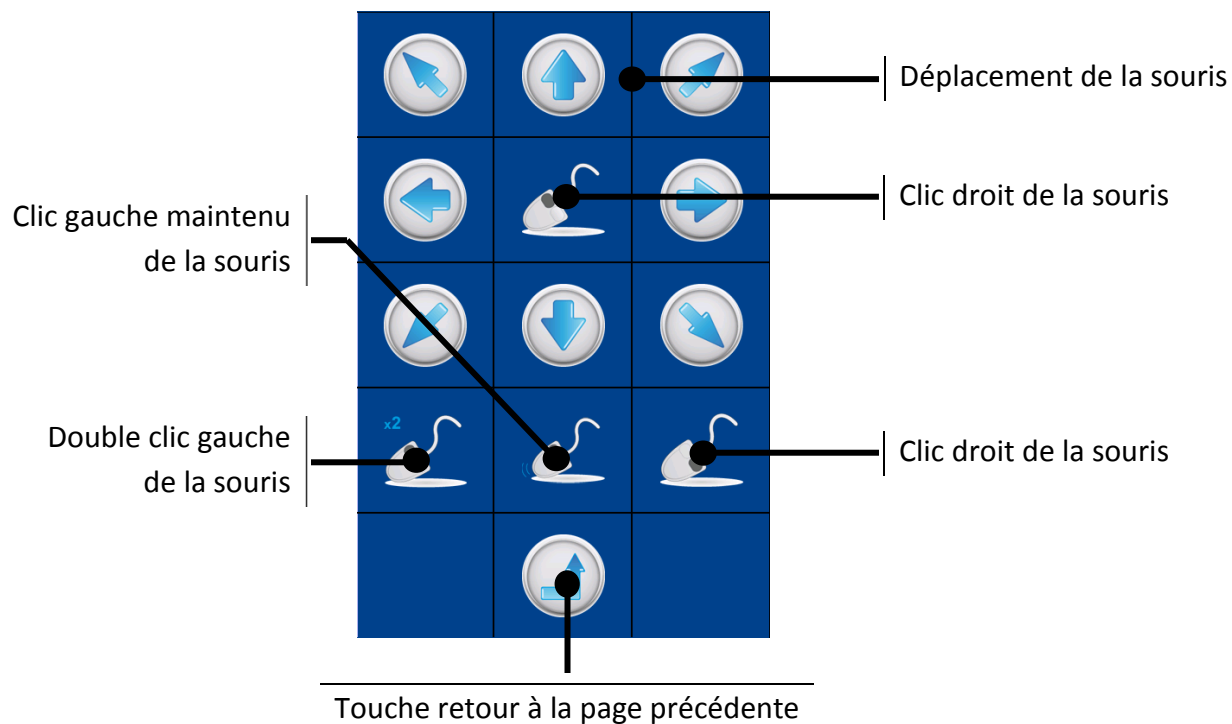 Déplacement de la souris
Clic droit de la souris
Clic gauche maintenu
de la souris
x2
Double clic gauche
de la souris
Clic droit de la souris
Touche retour à la page précédente